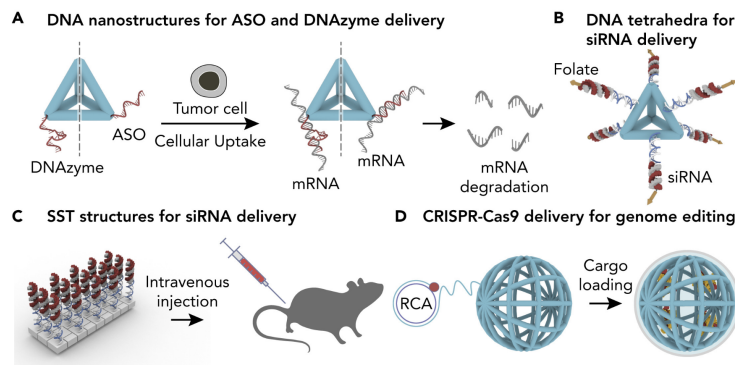 A DNA nanostructures for ASO and DNAzyme delivery
Tumor cell
Cellular Uptake
ASO
DNAzyme
mRNA
mRNA
mRNA
degradation
B DNA tetrahedra for
siRNA delivery
Folate
siRNA
C SST structures for siRNA delivery
Intravenous
injection
D CRISPR-Cas9 delivery for genome editing
RCA
Cargo
loading